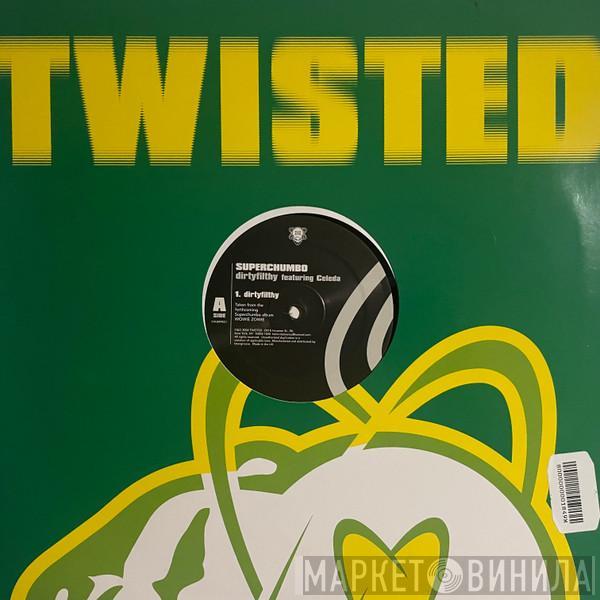 TWISTED
SUPERCHUMBO
dirtyfilthy featuring Celeda
1. dirtyfilthy
A
SIDE
Taken from the
forthcoming
Superchumbo album
WOWIE ZOWIE
МАРКЕТ ВИНИЛА